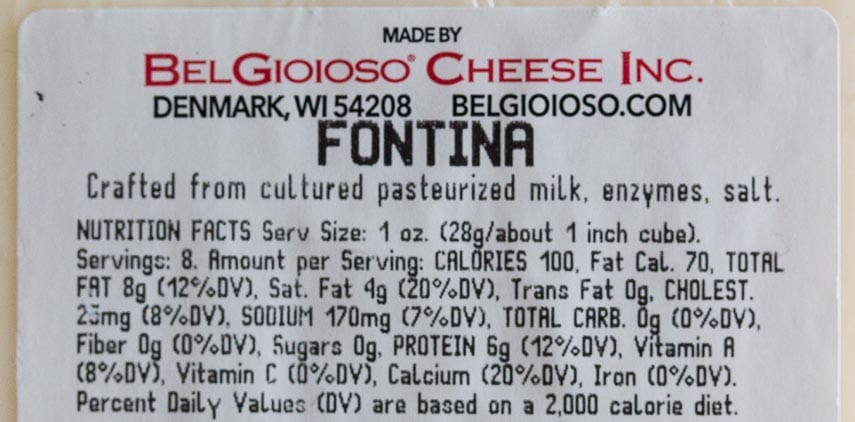 MADE BY
BELGIOIOSO® CHEESE INC.
DENMARK, WI 54208 BELGIOIOSO.COM
FONTINA
Crafted from cultured pasteurized milk, enzymes, salt.
NUTRITION FACTS Serv Size: 1 oz. (28g/about 1 inch cube).
Servings: 8. Amount per Serving: CALORIES 100, Fat Cal. 70, TOTAL
FAT 8g (12%DV), Sat. Fat 4g (20%DV), Trans Fat 0g, CHOLEST.
25mg (8%DV), SODIUM 170mg (7%DV), TOTAL CARB. 0g (0%DV),
Fiber 0g (0%DV), Sugars 0g, PROTEIN 6g (12%DV), Vitamin A
(8%DV), Vitamin C (0%DV), Calcium (20%DV), Iron (0%DV).
Percent Daily Values (DV) are based on a 2,000 calorie diet.